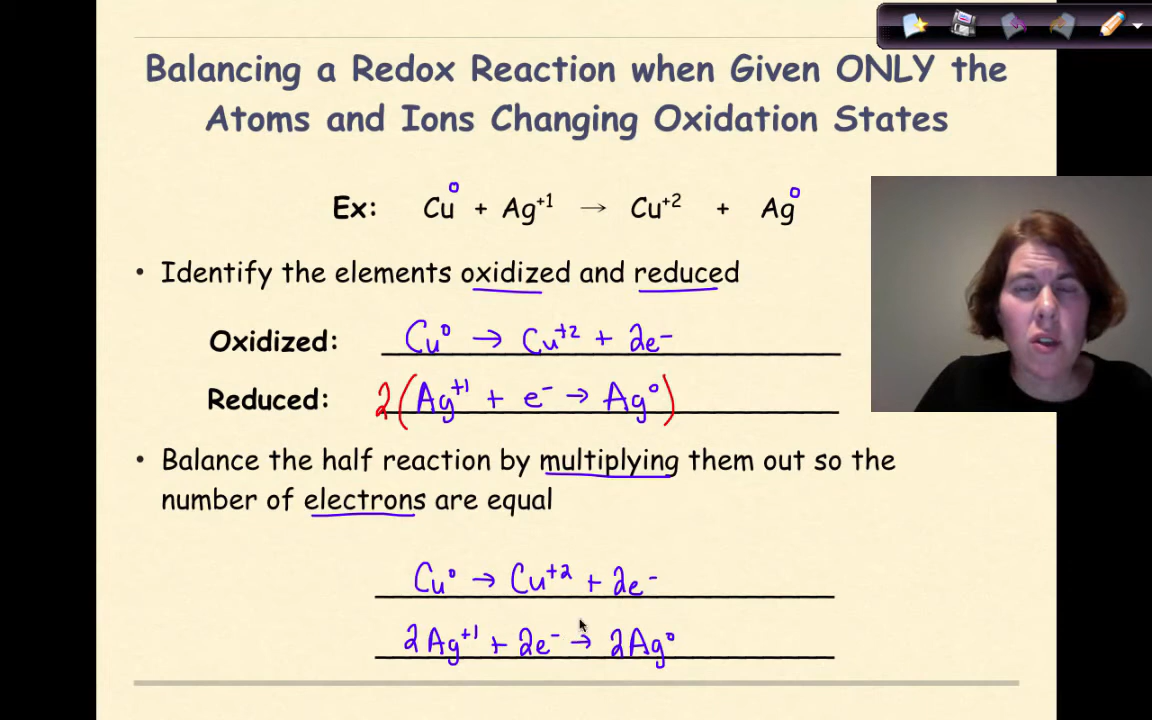 Balancing a Redox Reaction when Given ONLY the
Atoms and Ions Changing Oxidation States
Ex: Cu⁰ + Ag⁺¹ → Cu⁺² + Ag⁰
• Identify the elements oxidized and reduced
Oxidized: Cu⁰ → Cu⁺² + 2e⁻
Reduced: 2(Ag⁺¹ + e⁻ → Ag⁰)
• Balance the half reaction by multiplying them out so the
number of electrons are equal
Cu⁰ → Cu⁺² + 2e⁻
2Ag⁺¹ + 2e⁻ → 2Ag⁰